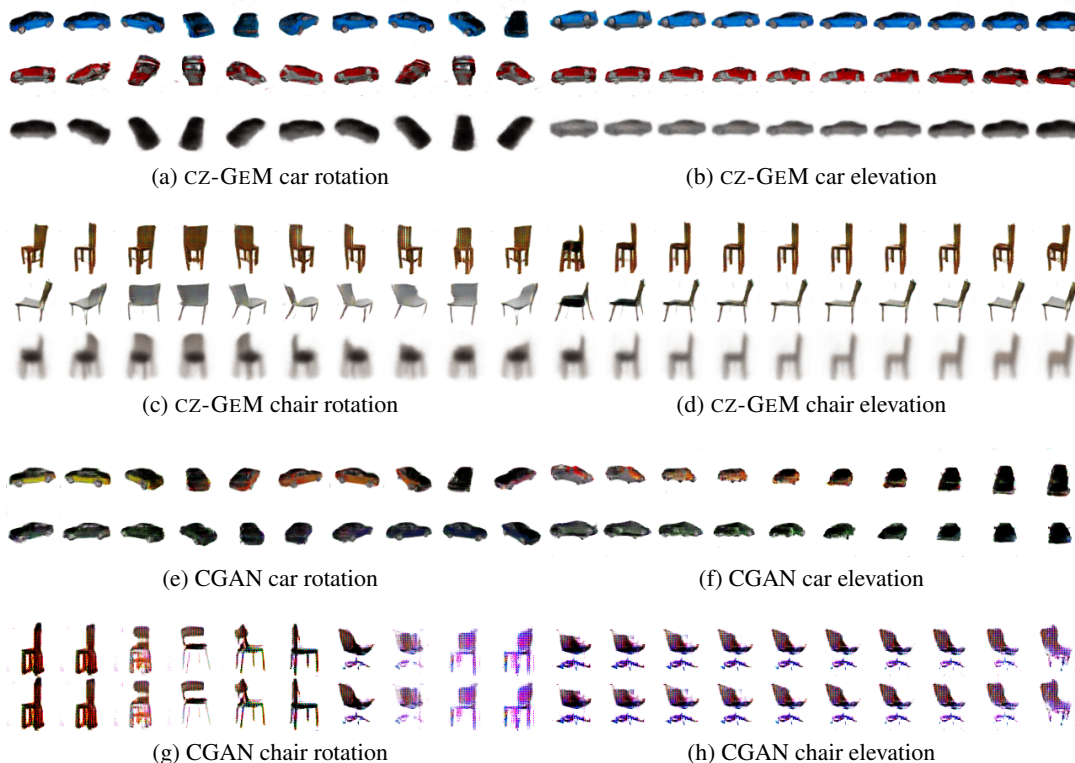 (a) CZ-GEM car rotation
(b) CZ-GEM car elevation
(c) CZ-GEM chair rotation
(d) CZ-GEM chair elevation
(e) CGAN car rotation
(f) CGAN car elevation
(g) CGAN chair rotation
(h) CGAN chair elevation